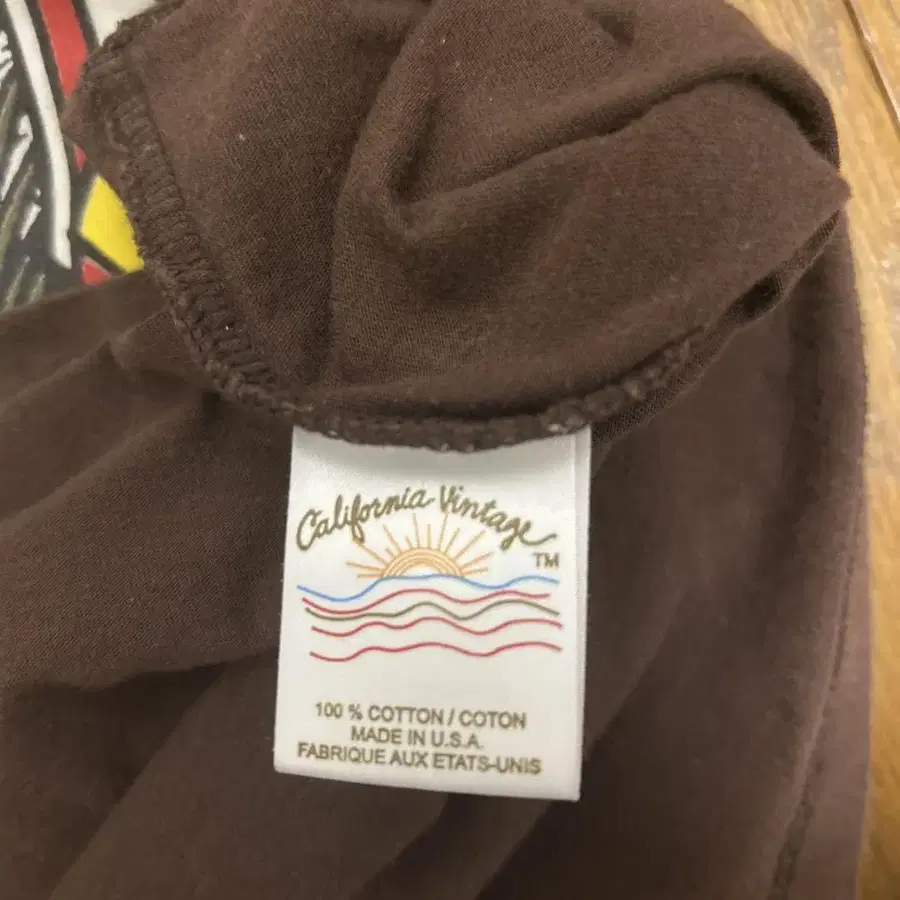 California Vintage
TM
100 % COTTON / COTON
MADE IN U.S.A.
FABRIQUE AUX ETATS-UNIS